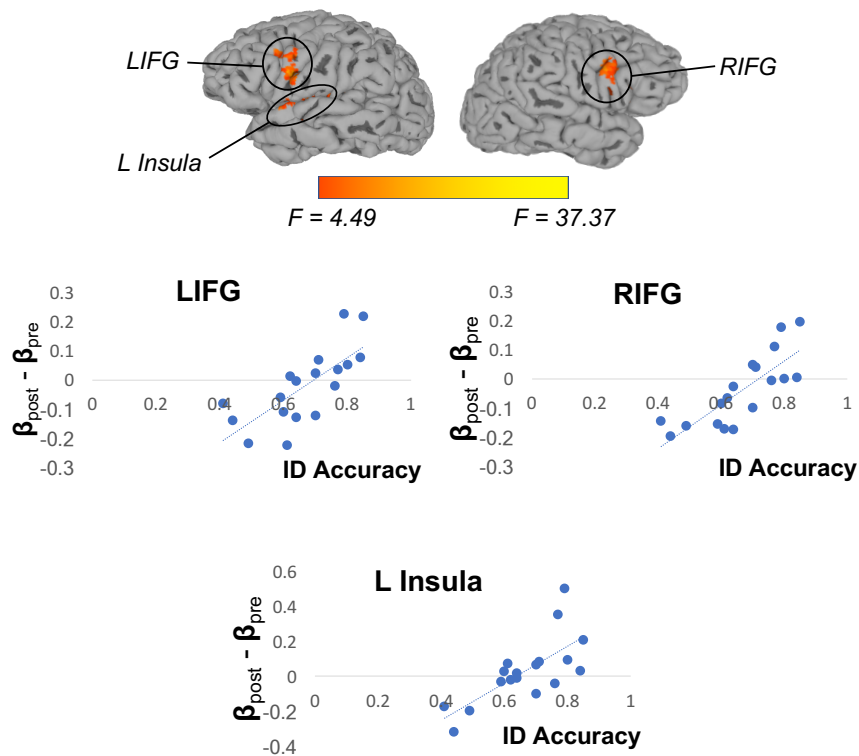 LIFG
RIFG
L Insula
F = 4.49
F = 37.37
LIFG
βpost - βpre
0.3
0.2
0.1
0
-0.1
-0.2
-0.3
0
0.2
0.4
0.6
0.8
1
ID Accuracy
RIFG
βpost - βpre
0.3
0.2
0.1
0
-0.1
-0.2
-0.3
0
0.2
0.4
0.6
0.8
1
ID Accuracy
L Insula
βpost - βpre
0.6
0.4
0.2
0
-0.2
-0.4
0
0.2
0.4
0.6
0.8
1
ID Accuracy